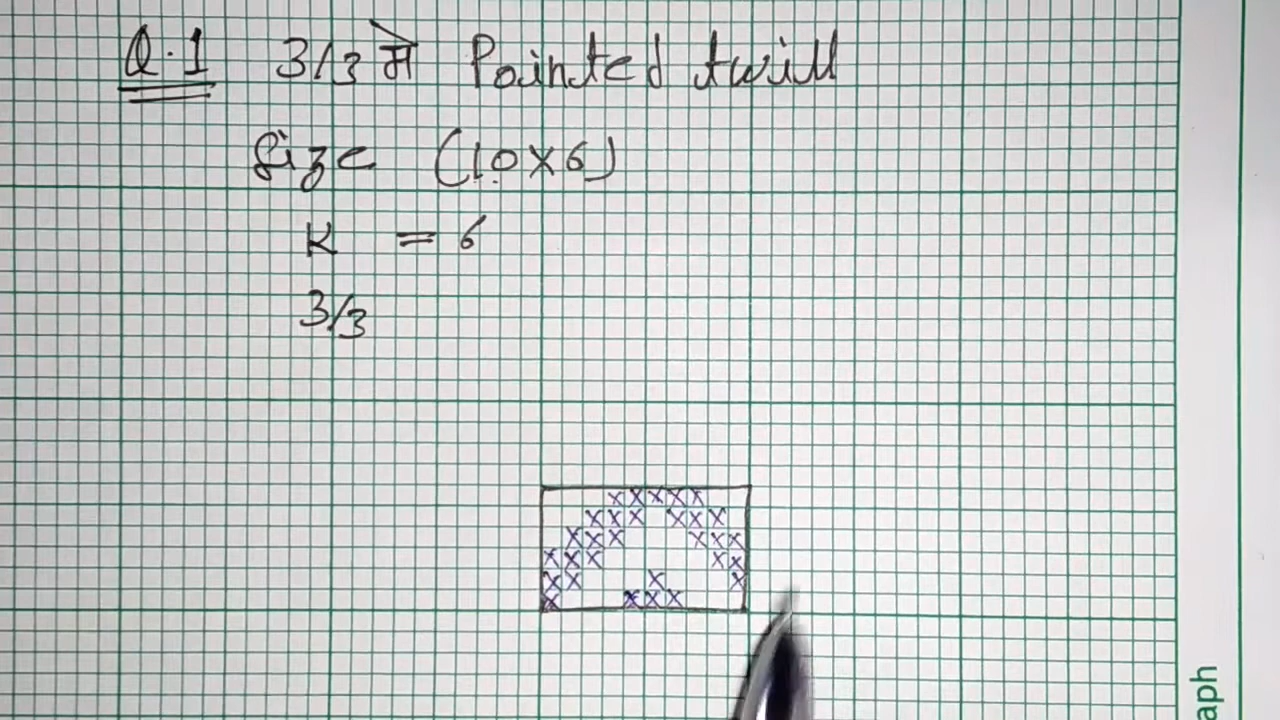 Q.1 3/3 में Pointed twill
Size (10×6)
K = 6
3/3
aph